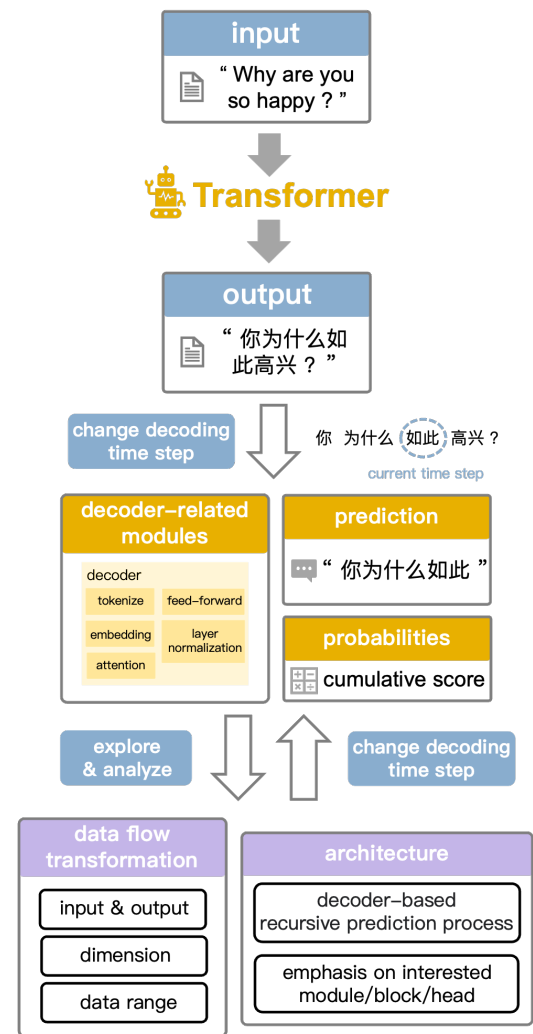 input
“ Why are you
so happy ? ”
Transformer
output
“ 你为什么如
此高兴 ？ ”
change decoding
time step
你 为什么 如此 高兴 ?
current time step
decoder-related
modules
decoder
tokenize
feed-forward
embedding
layer
normalization
attention
prediction
“ 你为什么如此 ”
probabilities
cumulative score
explore
& analyze
change decoding
time step
data flow
transformation
input & output
dimension
data range
architecture
decoder-based
recursive prediction process
emphasis on interested
module/block/head